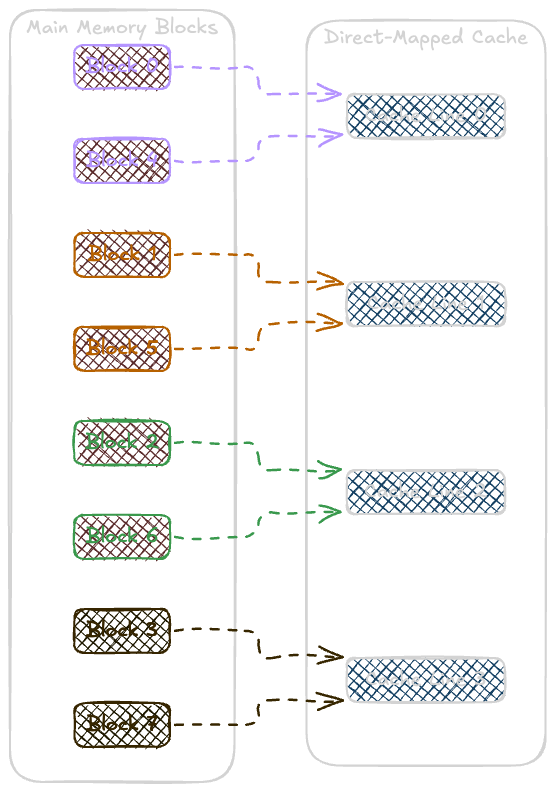 Main Memory Blocks
Direct-Mapped Cache
Block 0
Cache Line 0
Block 4
Block 1
Cache Line 1
Block 5
Block 2
Cache Line 2
Block 6
Block 3
Cache Line 3
Block 7